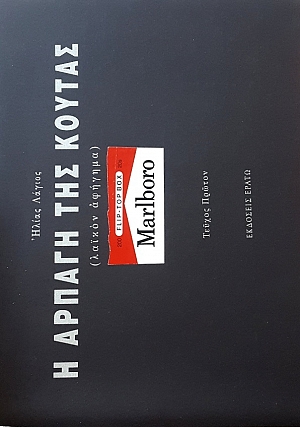 Ἠλίας Λάγιος
Η ΑΡΠΑΓΗ ΤΗΣ ΚΟΥΤΑΣ
(λαϊκὸν ἀφήγημα)
FLIP-TOP BOX
Marlboro
Τεῦχος Πρῶτον
ΕΚΔΟΣΕΙΣ ΕΡΑΤΩ